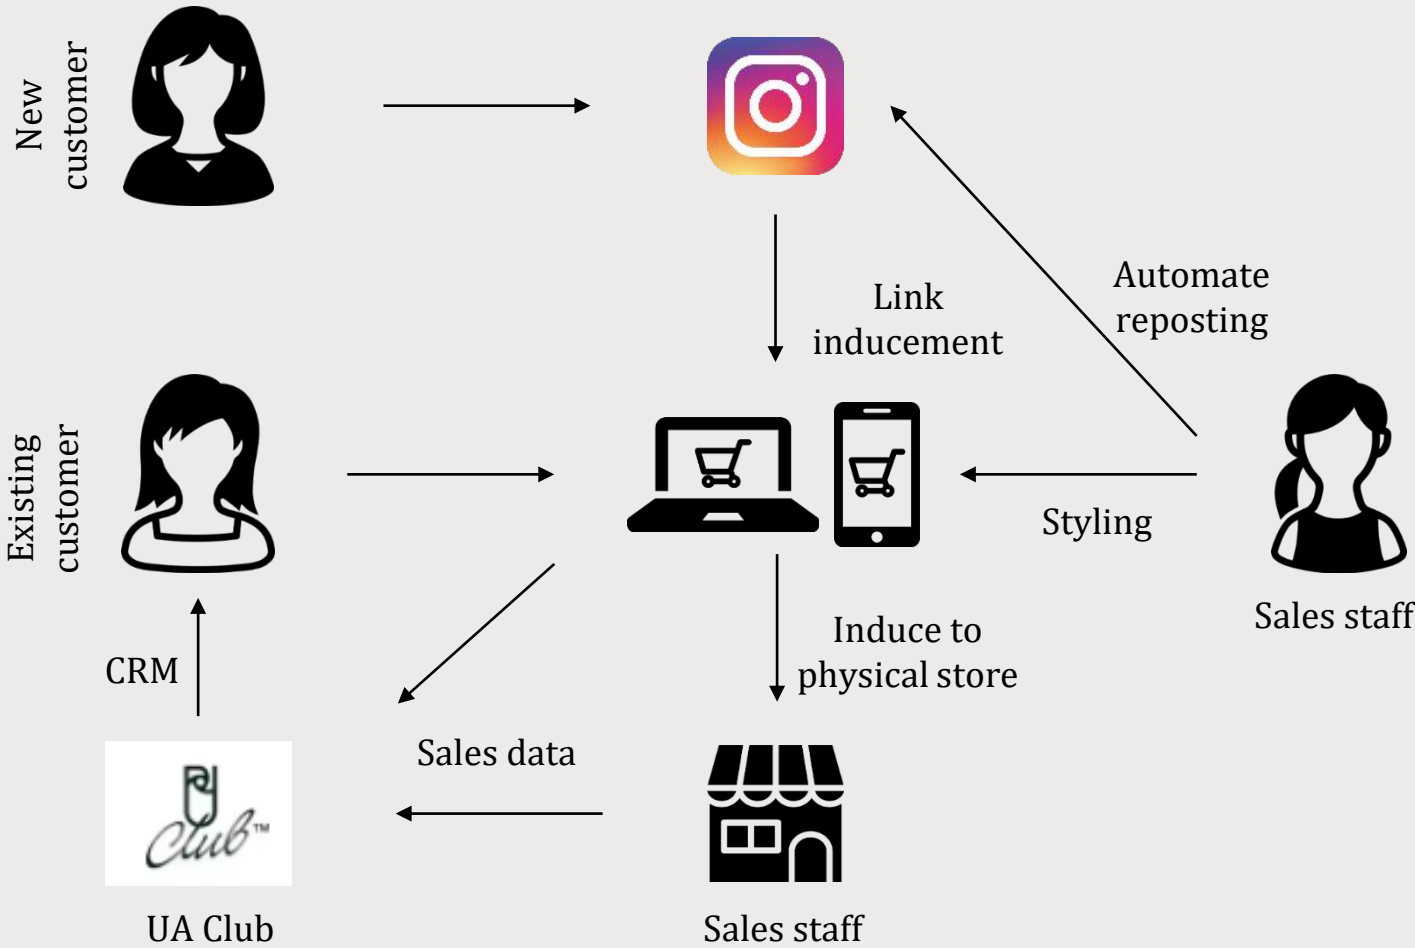 New
customer
Link
inducement
Automate
reposting
Existing
customer
Styling
Sales staff
Induce to
physical store
CRM
Sales data
Club™
UA Club
Sales staff